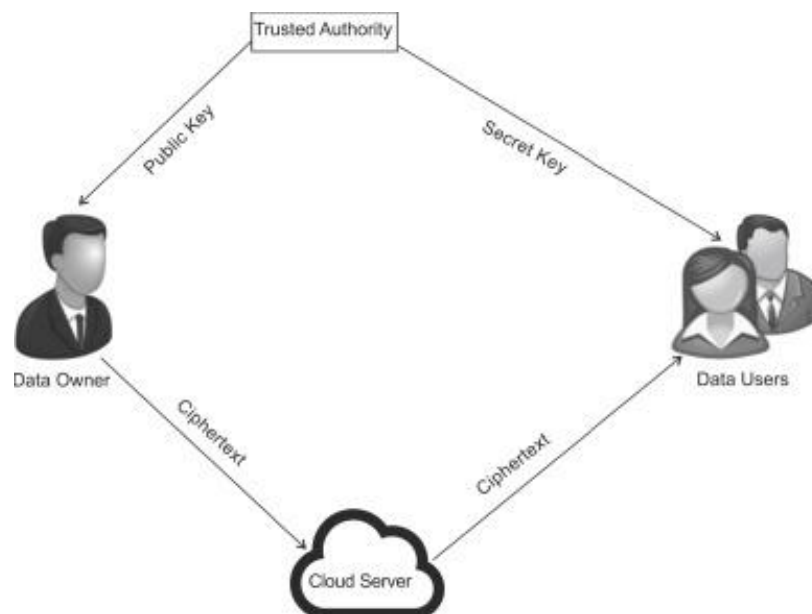 Trusted Authority
Public Key
Secret Key
Data Owner
Data Users
Ciphertext
Ciphertext
Cloud Server